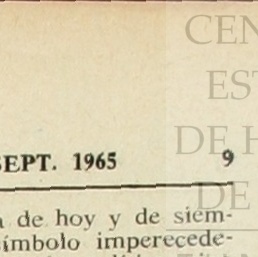 CEN
EST
SEPT. 1965 9
DE H
DE
de hoy y de siem-
símbolo imperecede-